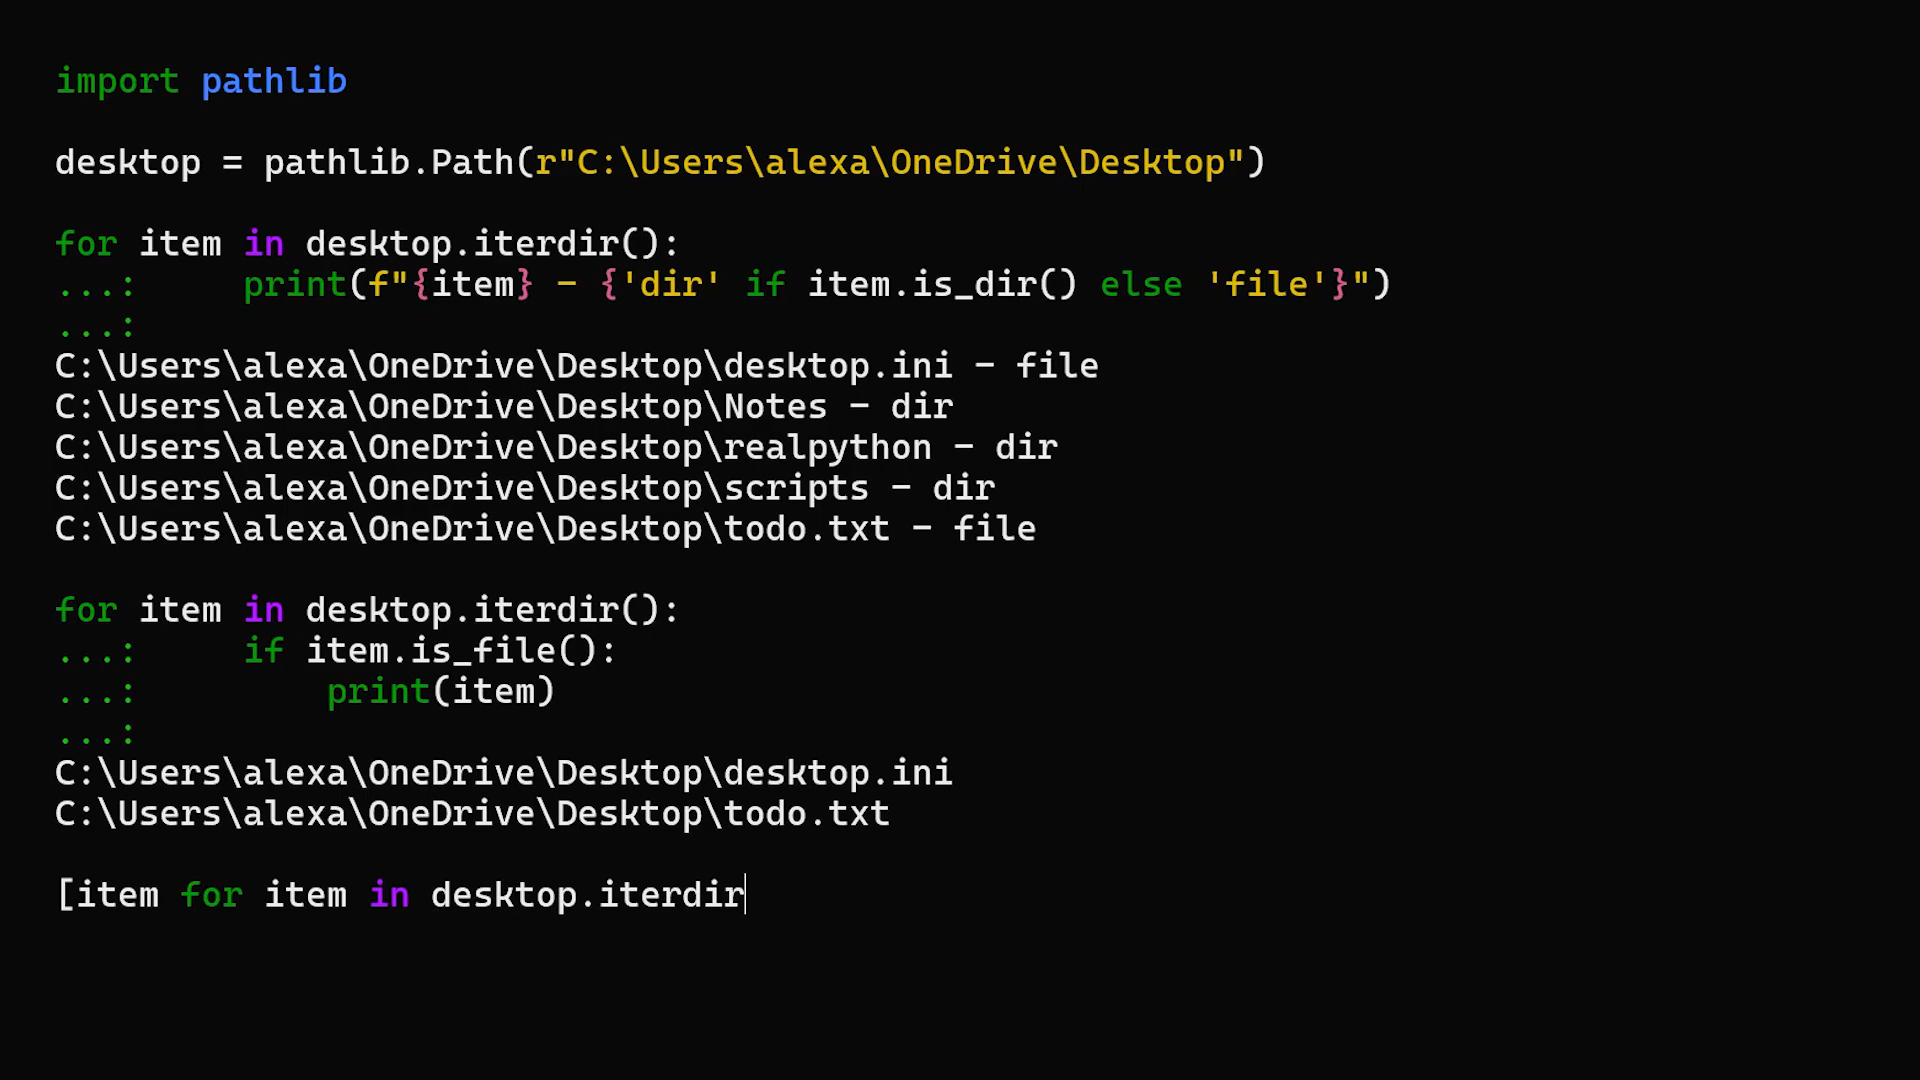 import pathlib
desktop = pathlib.Path(r"C:\Users\alexa\OneDrive\Desktop")
for item in desktop.iterdir():
...:     print(f"{item} - {'dir' if item.is_dir() else 'file'}")
...:
C:\Users\alexa\OneDrive\Desktop\desktop.ini - file
C:\Users\alexa\OneDrive\Desktop\Notes - dir
C:\Users\alexa\OneDrive\Desktop\realpython - dir
C:\Users\alexa\OneDrive\Desktop\scripts - dir
C:\Users\alexa\OneDrive\Desktop\todo.txt - file
for item in desktop.iterdir():
...:     if item.is_file():
...:         print(item)
...:
C:\Users\alexa\OneDrive\Desktop\desktop.ini
C:\Users\alexa\OneDrive\Desktop\todo.txt
[item for item in desktop.iterdir